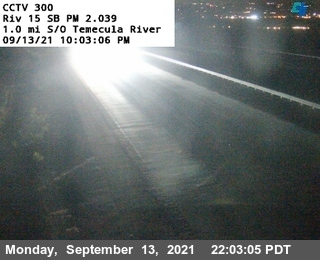 CCTV 300
Riv 15 SB PM 2.039
1.0 mi S/O Temecula River
09/13/21 10:03:06 PM
Monday, September 13, 2021 22:03:05 PDT